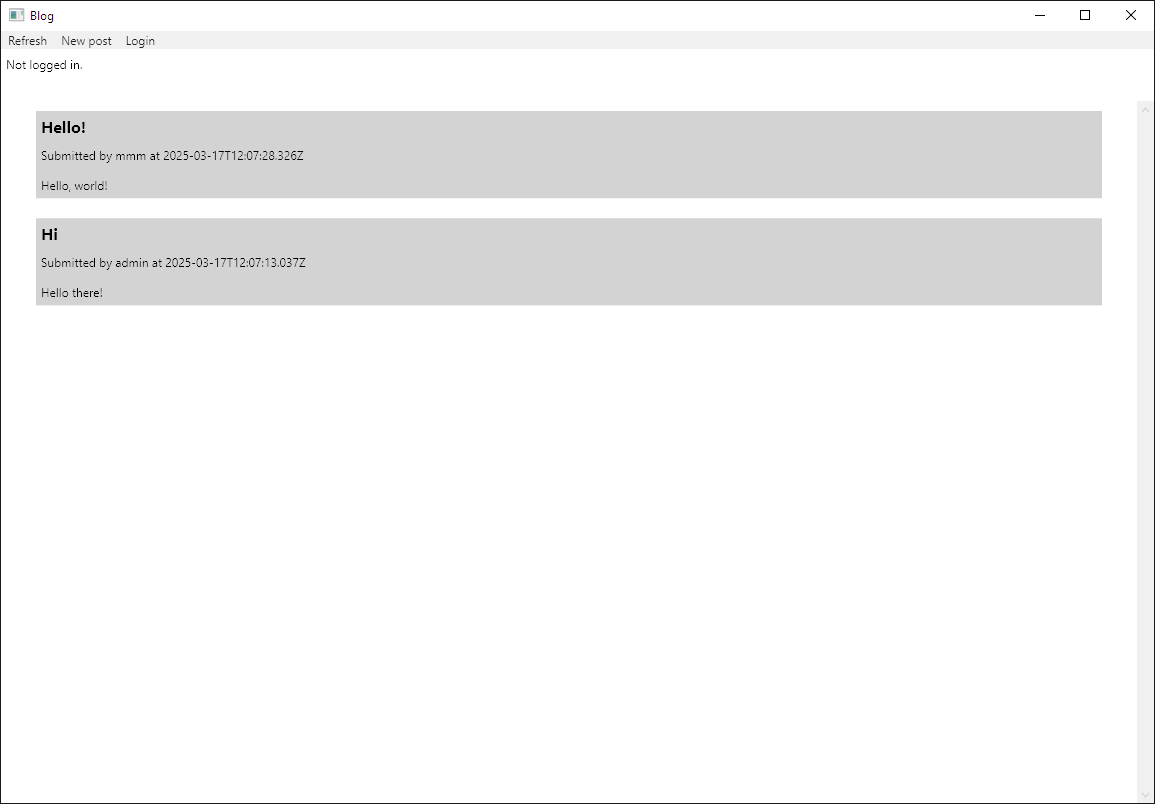 Blog
Refresh New post Login
Not logged in.
Hello!
Submitted by mmm at 2025-03-17T12:07:28.326Z
Hello, world!
Hi
Submitted by admin at 2025-03-17T12:07:13.037Z
Hello there!